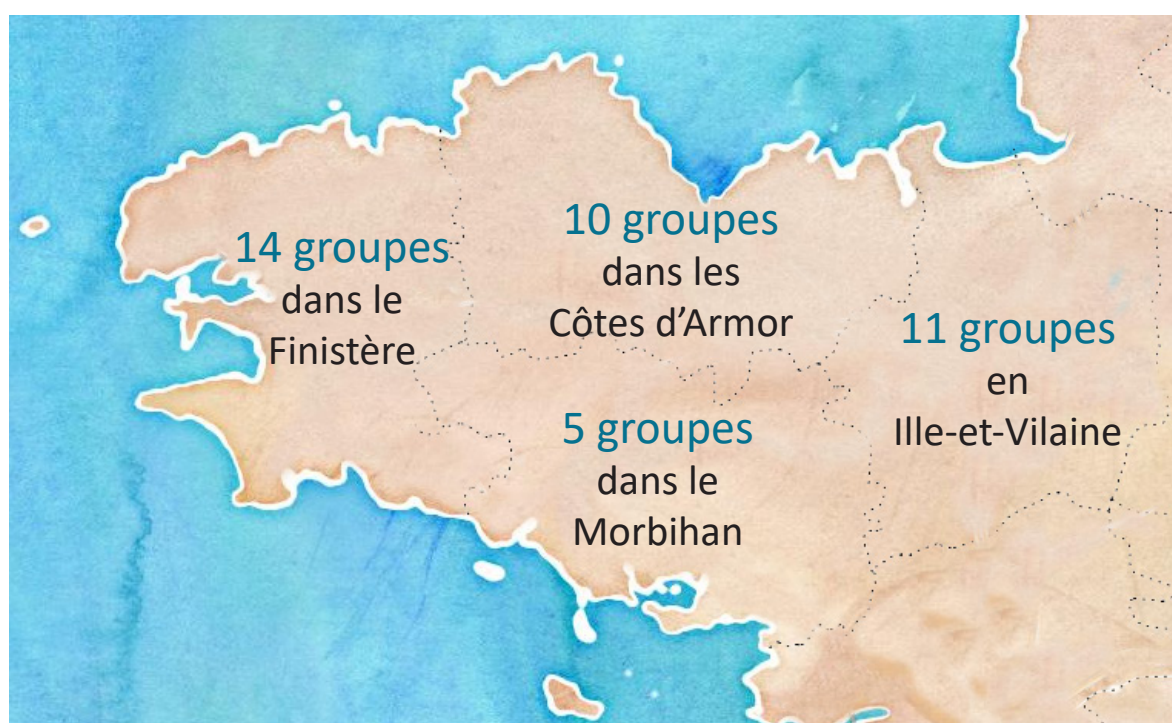 14 groupes
dans le
Finistère
10 groupes
dans les
Côtes d’Armor
5 groupes
dans le
Morbihan
11 groupes
en
Ille-et-Vilaine